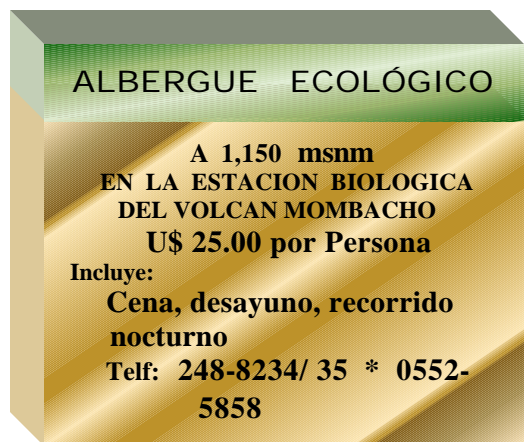 ALBERGUE ECOLÓGICO
A 1,150 msnm
EN LA ESTACION BIOLOGICA
DEL VOLCAN MOMBACHO
U$ 25.00 por Persona
Incluye:
Cena, desayuno, recorrido
nocturno
Telf: 248-8234/ 35 * 0552-
5858